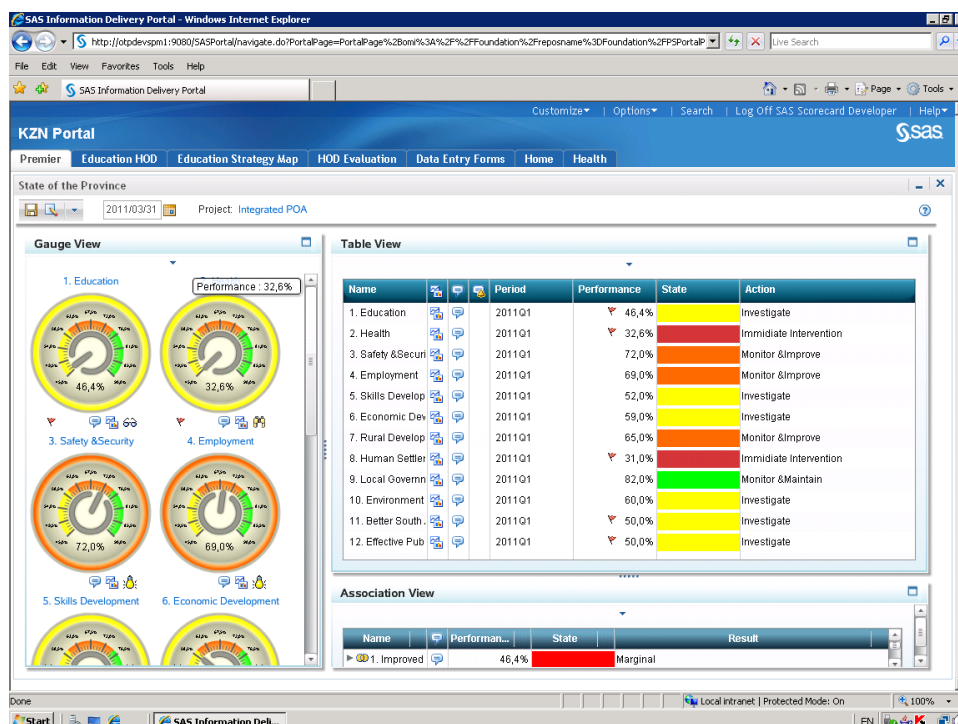 SAS Information Delivery Portal - Windows Internet Explorer
http://otpdevspm1:9080/SASPortal/navigate.do?PortalPage=PortalPage%2Bomi%3A%2F%2FFoundation%2Freposname%3DFoundation%2FPSPortalP
Live Search
File Edit View Favorites Tools Help
SAS Information Delivery Portal
Page Tools
Customize | Options | Search | Log Off SAS Scorecard Developer | Help
KZN Portal
sas
Premier Education HOD Education Strategy Map HOD Evaluation Data Entry Forms Home Health
State of the Province
2011/03/31 Project: Integrated POA
Gauge View
1. Education
Performance : 32,6%
46,4% 32,6%
3. Safety &Security 4. Employment
72,0% 69,0%
5. Skills Development 6. Economic Development
Table View
Name Period Performance State Action
1. Education 2011Q1 46,4% Investigate
2. Health 2011Q1 32,6% Immidiate Intervention
3. Safety &Securi 2011Q1 72,0% Monitor &Improve
4. Employment 2011Q1 69,0% Monitor &Improve
5. Skills Develop 2011Q1 52,0% Investigate
6. Economic Dev 2011Q1 59,0% Investigate
7. Rural Develop 2011Q1 65,0% Monitor &Improve
8. Human Settler 2011Q1 31,0% Immidiate Intervention
9. Local Governn 2011Q1 82,0% Monitor &Maintain
10. Environment 2011Q1 60,0% Investigate
11. Better South 2011Q1 50,0% Investigate
12. Effective Pub 2011Q1 50,0% Investigate
Association View
Name Performan... State Result
1. Improved 46,4% Marginal
Done Local intranet | Protected Mode: On 100%
Start SAS Information Deli... EN